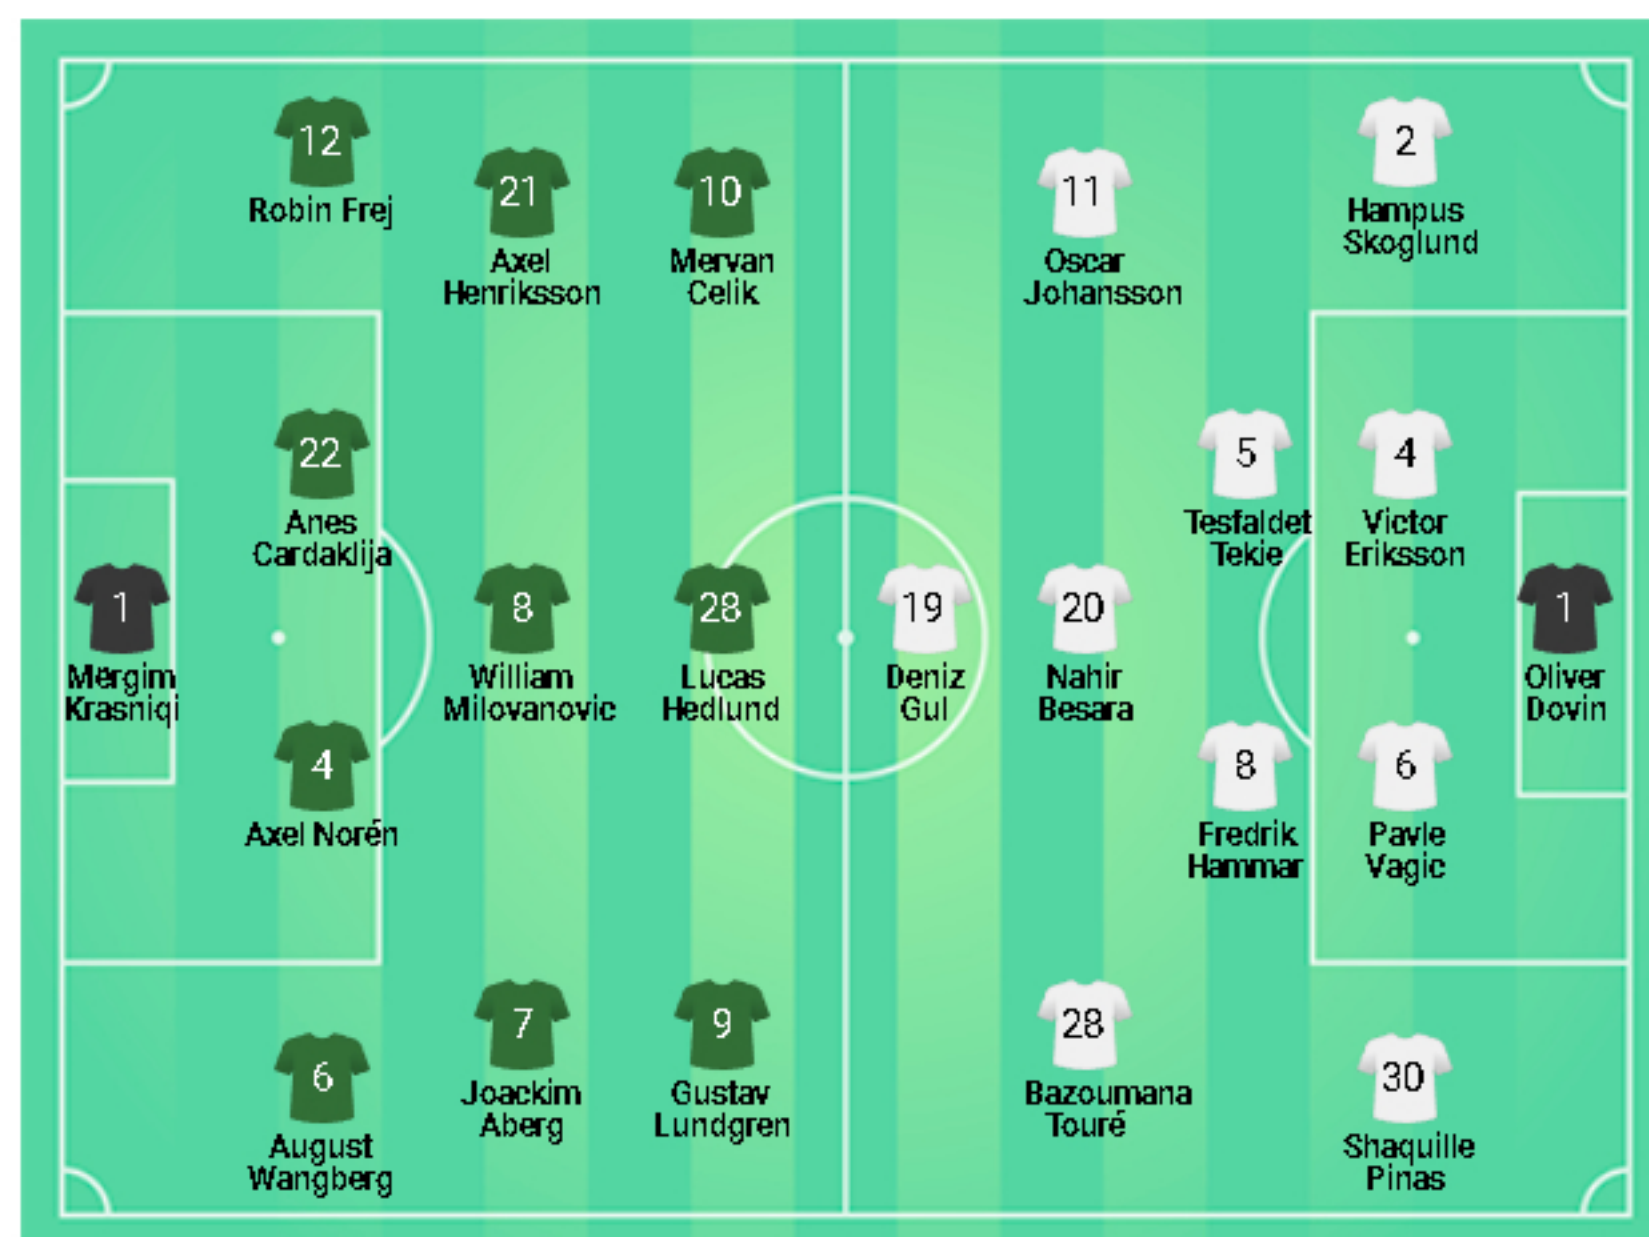 1
Mërgim
Krasniqi
12
Robin Frej
22
Anes
Cardaklija
4
Axel Norén
6
August
Wangberg
21
Axel
Henriksson
8
William
Milovanovic
7
Joackim
Aberg
10
Mervan
Celik
28
Lucas
Hedlund
9
Gustav
Lundgren
19
Deniz
Gul
11
Oscar
Johansson
20
Nahir
Besara
28
Bazoumana
Touré
5
Tesfaldet
Tekie
8
Fredrik
Hammar
2
Hampus
Skoglund
4
Victor
Eriksson
6
Pavle
Vagic
30
Shaquille
Pinas
1
Oliver
Dovin